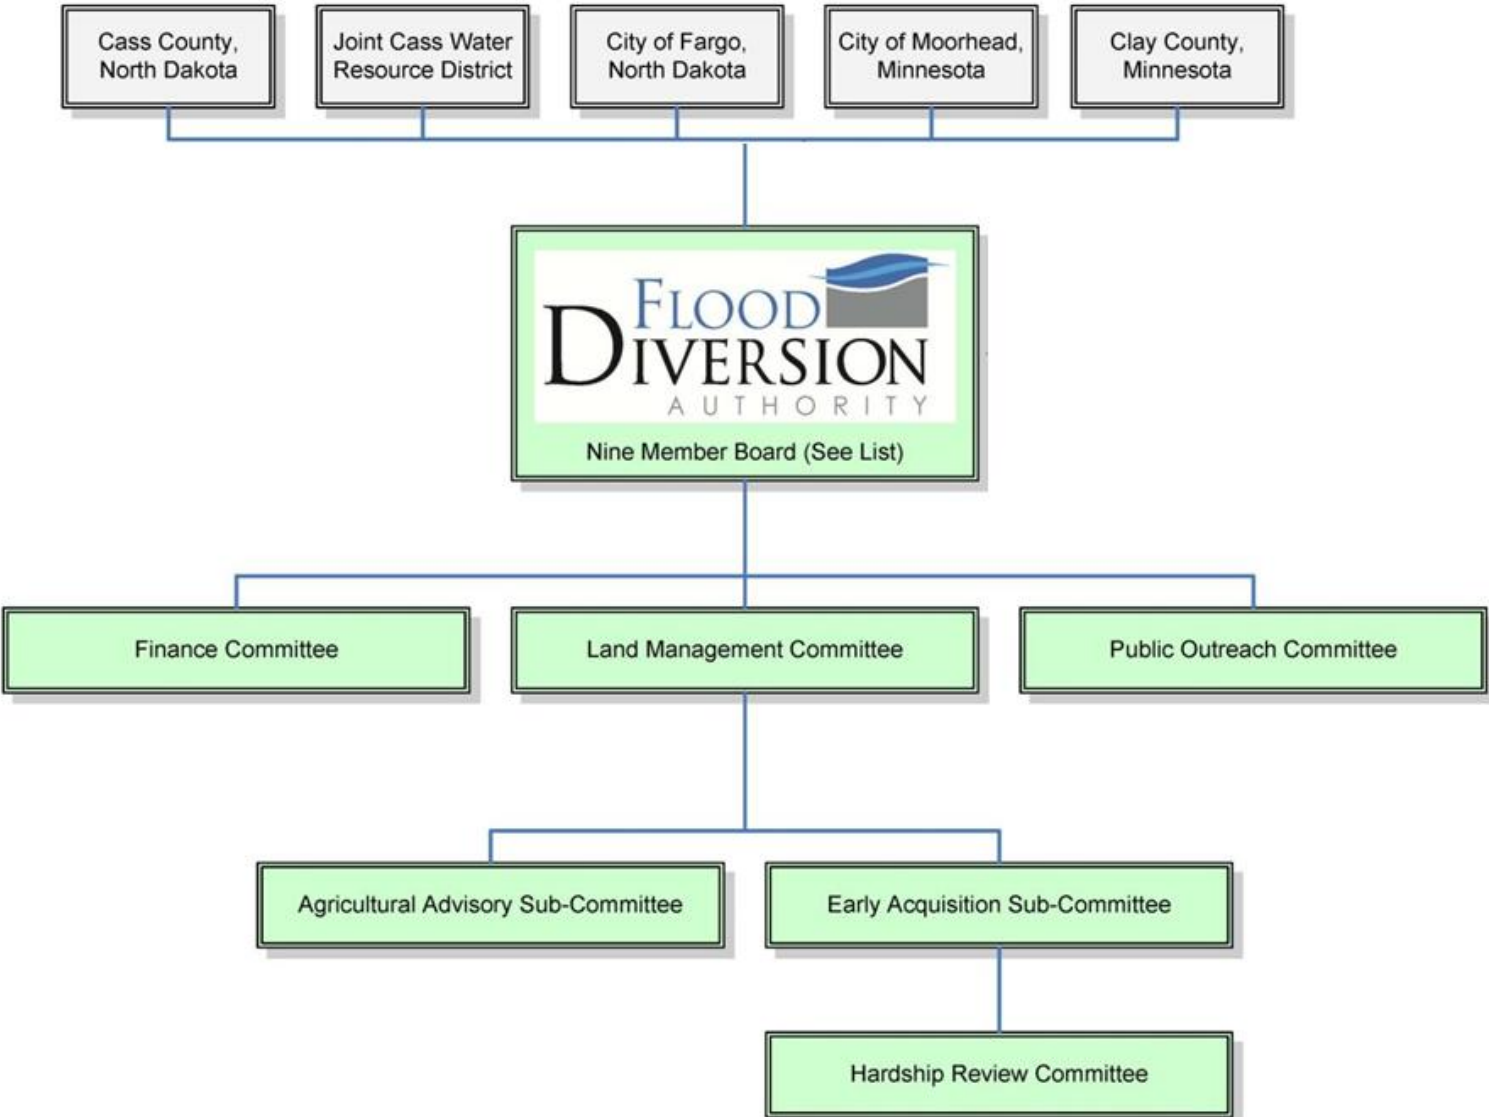 Cass County,
North Dakota
Joint Cass Water
Resource District
City of Fargo,
North Dakota
City of Moorhead,
Minnesota
Clay County,
Minnesota
FLOOD
DIVERSION
AUTHORITY
Nine Member Board (See List)
Finance Committee
Land Management Committee
Public Outreach Committee
Agricultural Advisory Sub-Committee
Early Acquisition Sub-Committee
Hardship Review Committee